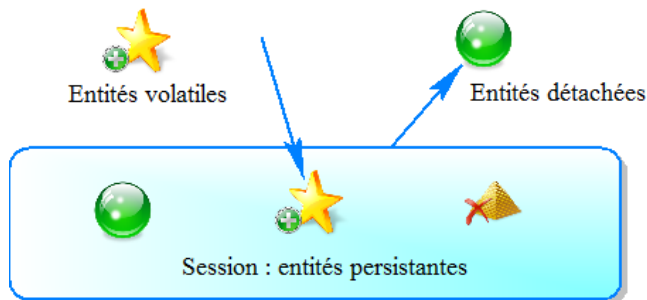 Entités volatiles
Entités détachées
Session : entités persistantes